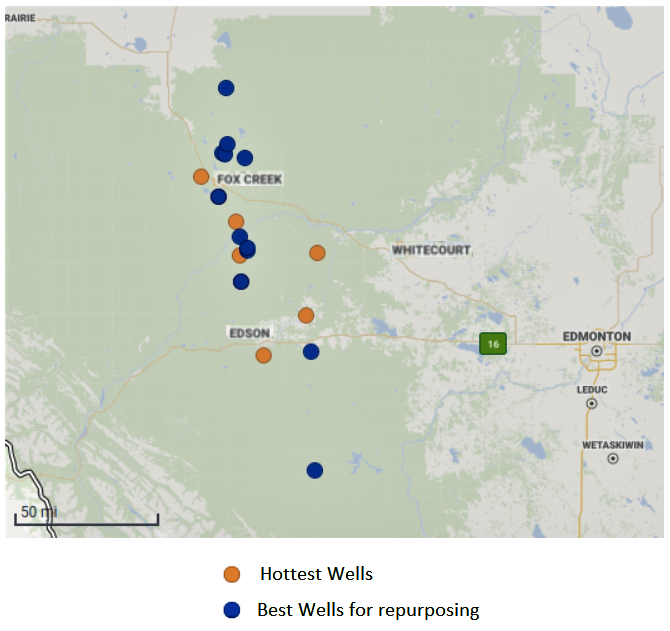 RAIRIE
FOX CREEK
WHITECOURT
EDSON
16
EDMONTON
LEDUC
WETASKIWIN
50 mi
Hottest Wells
Best Wells for repurposing